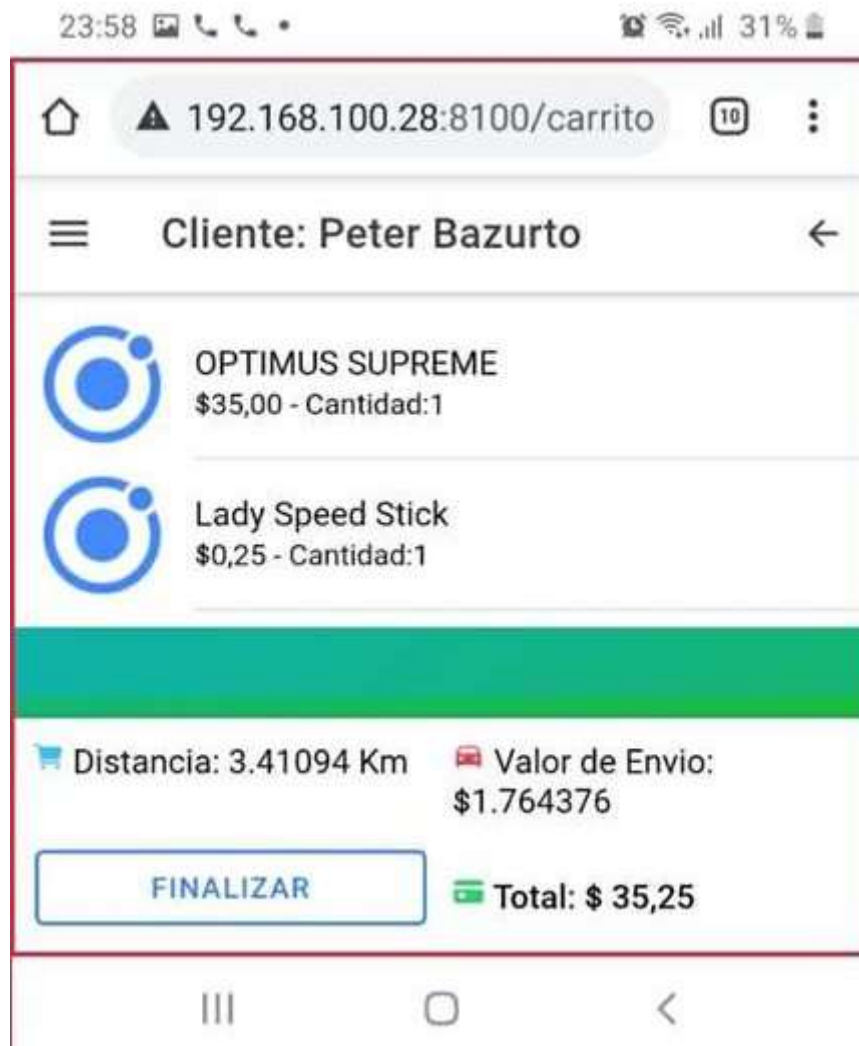 23:58 31%
192.168.100.28:8100/carrito 10
Cliente: Peter Bazurto
OPTIMUS SUPREME
$35,00 - Cantidad:1
Lady Speed Stick
$0,25 - Cantidad:1
Distancia: 3.41094 Km
Valor de Envio:
$1.764376
FINALIZAR
Total: $ 35,25